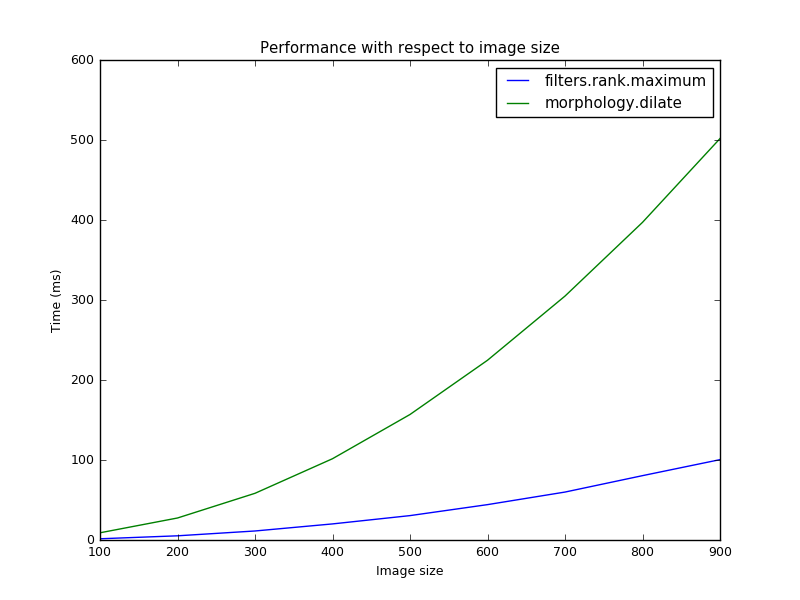 Performance with respect to image size
600
filters.rank.maximum
morphology.dilate
500
400
300
Time (ms)
200
100
0
100 200 300 400 500 600 700 800 900
Image size